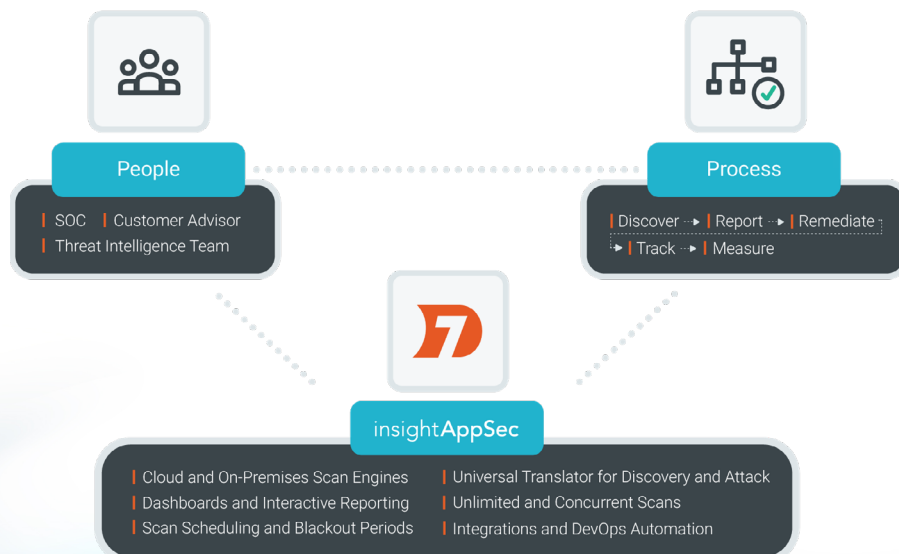 People
SOC Customer Advisor
Threat Intelligence Team
Process
Discover Report Remediate
Track Measure
7
insightAppSec
Cloud and On-Premises Scan Engines
Dashboards and Interactive Reporting
Scan Scheduling and Blackout Periods
Universal Translator for Discovery and Attack
Unlimited and Concurrent Scans
Integrations and DevOps Automation